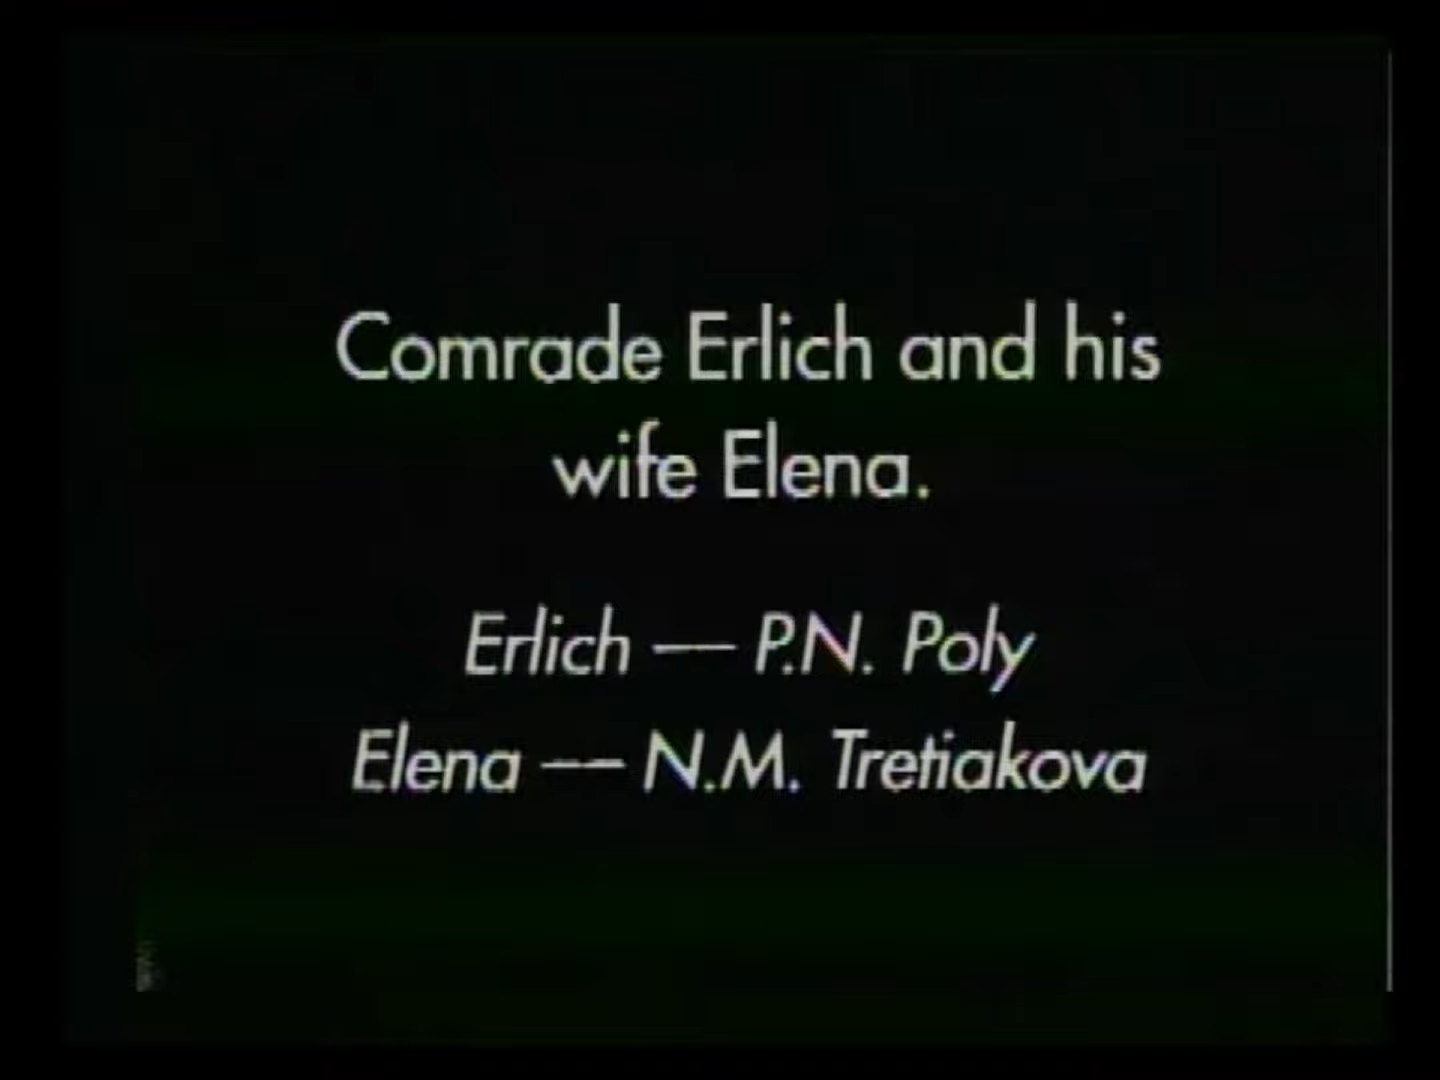 Comrade Erlich and his
wife Elena.
Erlich — P.N. Poly
Elena — N.M. Tretiakova